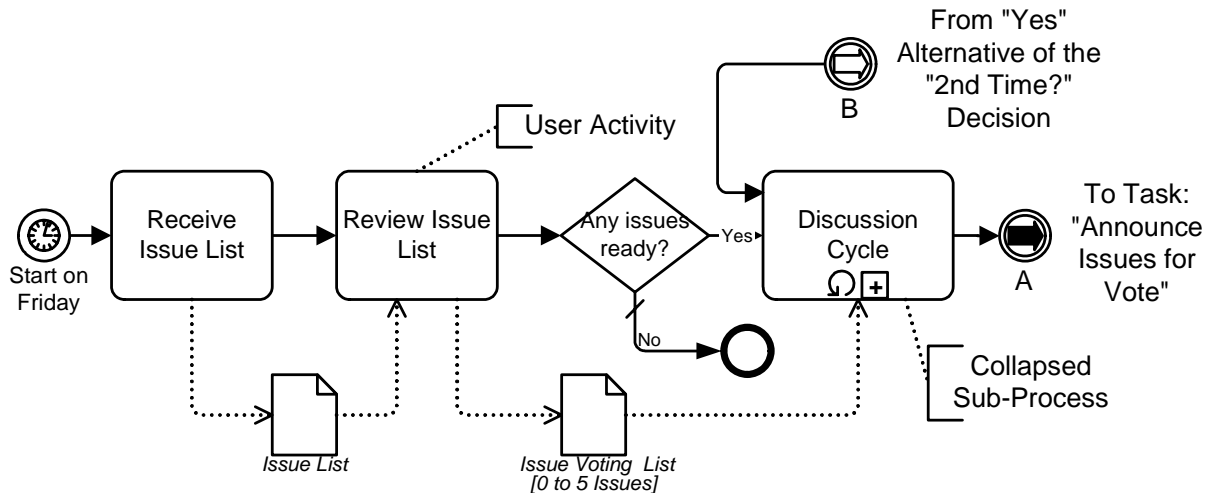 From "Yes"
Alternative of the
"2nd Time?"
Decision
B
User Activity
Start on
Friday
Receive
Issue List
Review Issue
List
Any issues
ready?
Yes
No
Discussion
Cycle
+
A
To Task:
"Announce
Issues for
Vote"
Collapsed
Sub-Process
Issue List
Issue Voting List
[0 to 5 Issues]